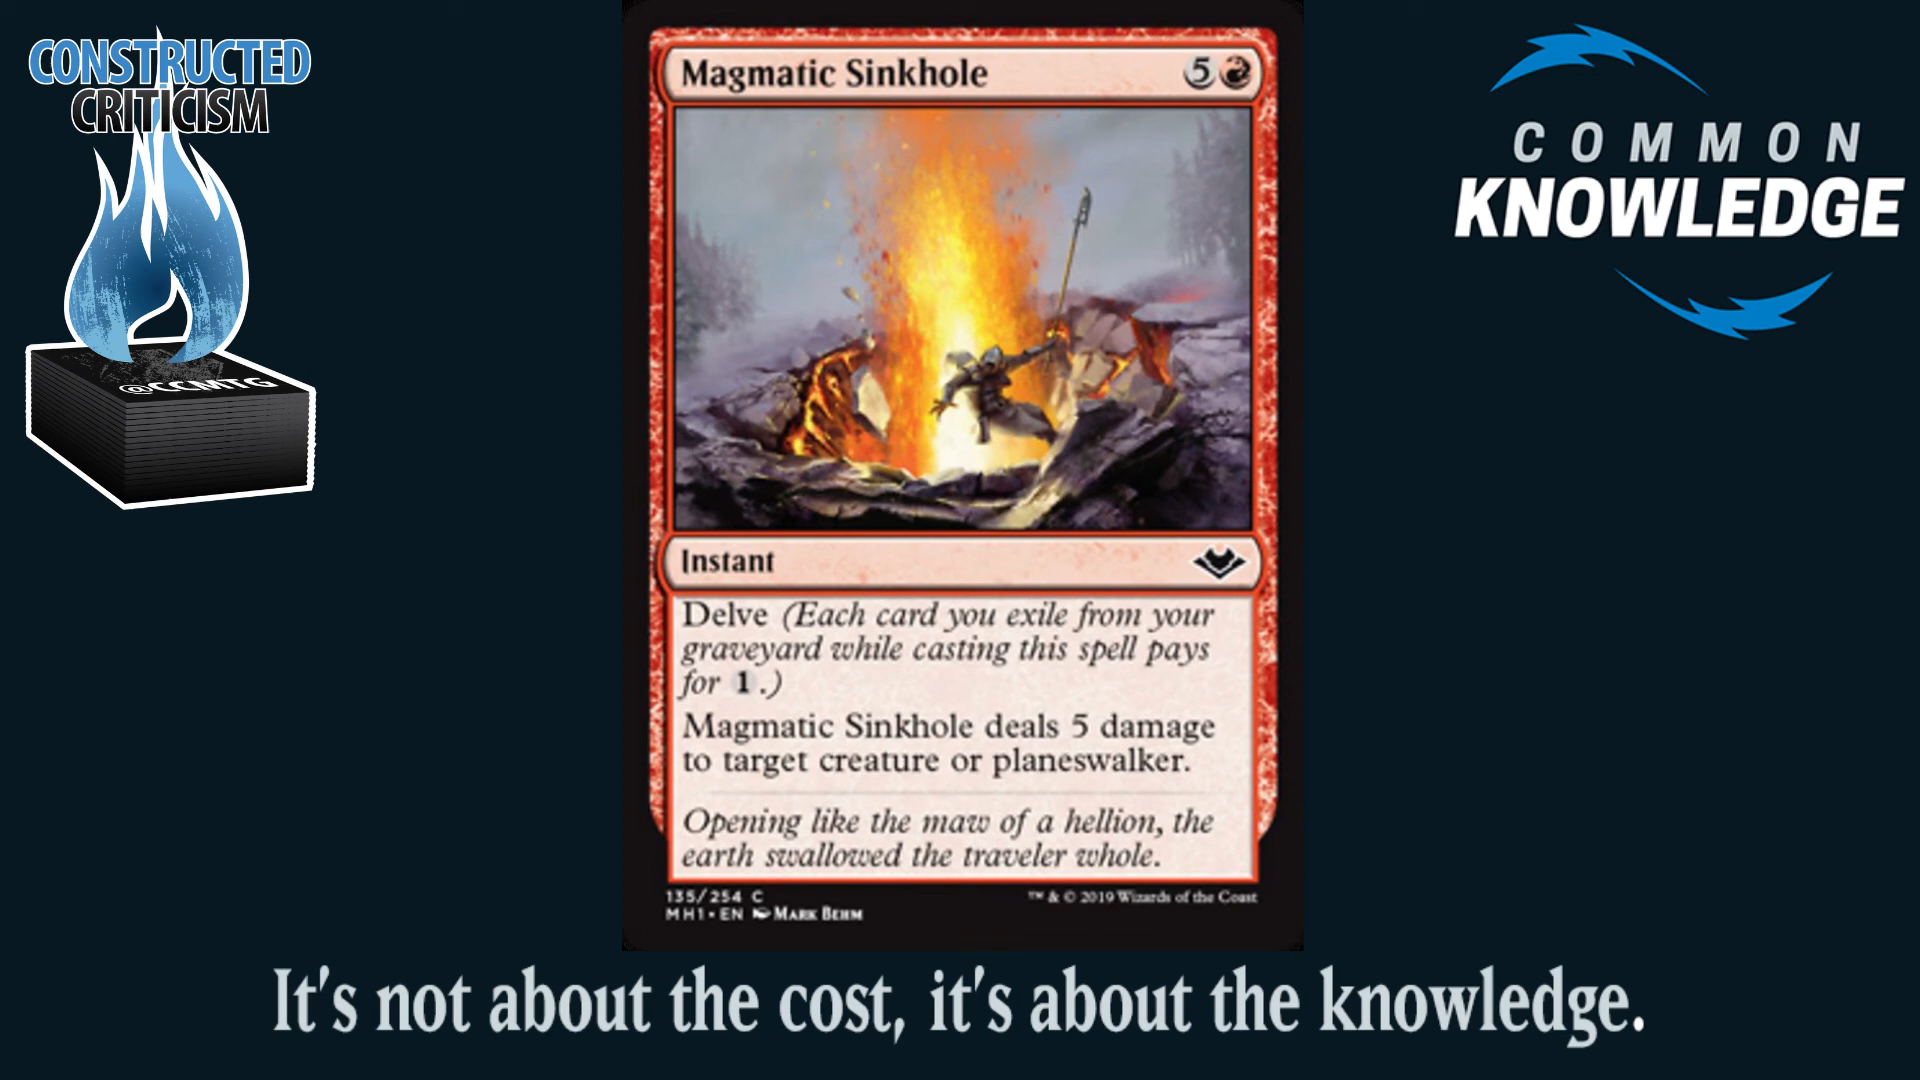 CONSTRUCTED
CRITICISM
@CCMTG
Magmatic Sinkhole 5
Instant
Delve (Each card you exile from your
graveyard while casting this spell pays
for 1.)
Magmatic Sinkhole deals 5 damage
to target creature or planeswalker.
Opening like the maw of a hellion, the
earth swallowed the traveler whole.
135/254 C
MH1 • EN MARK BEHM
™ & © 2019 Wizards of the Coast
COMMON
KNOWLEDGE
It's not about the cost, it's about the knowledge.